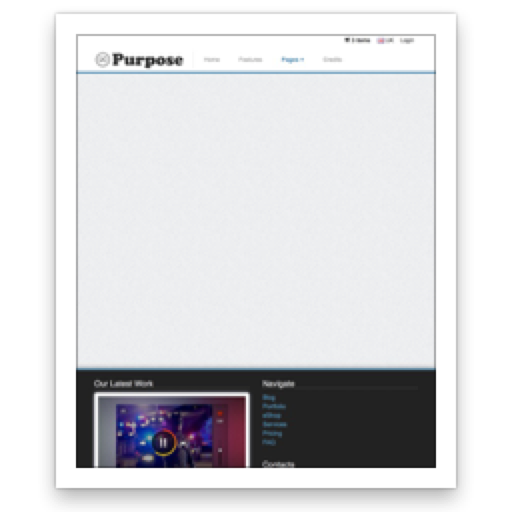 3 items UK Login
Purpose Home Features Pages Credits
Our Latest Work
Navigate
Blog
Portfolio
eShop
Services
Pricing
FAQ
Contacts